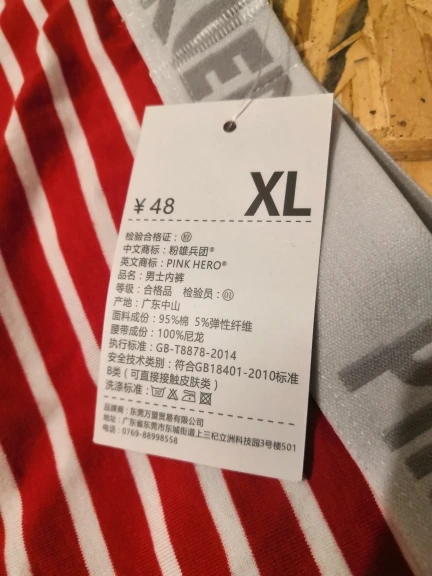 XL
¥ 48
检验合格证：
中文商标：粉雄兵团®
英文商标：PINK HERO®
品名：男士内裤
等级：合格品 检验员：01
产地：广东中山
面料成份：95%棉 5%弹性纤维
腰带成份：100%尼龙
执行标准：GB-T8878-2014
安全技术类别：符合GB18401-2010标准
B类（可直接接触皮肤类）
洗涤标准：
品牌商：东莞万盟贸易有限公司
地址：广东省东莞市东城街道上三杞立洲科技园3号楼501
电话：0769-88998558